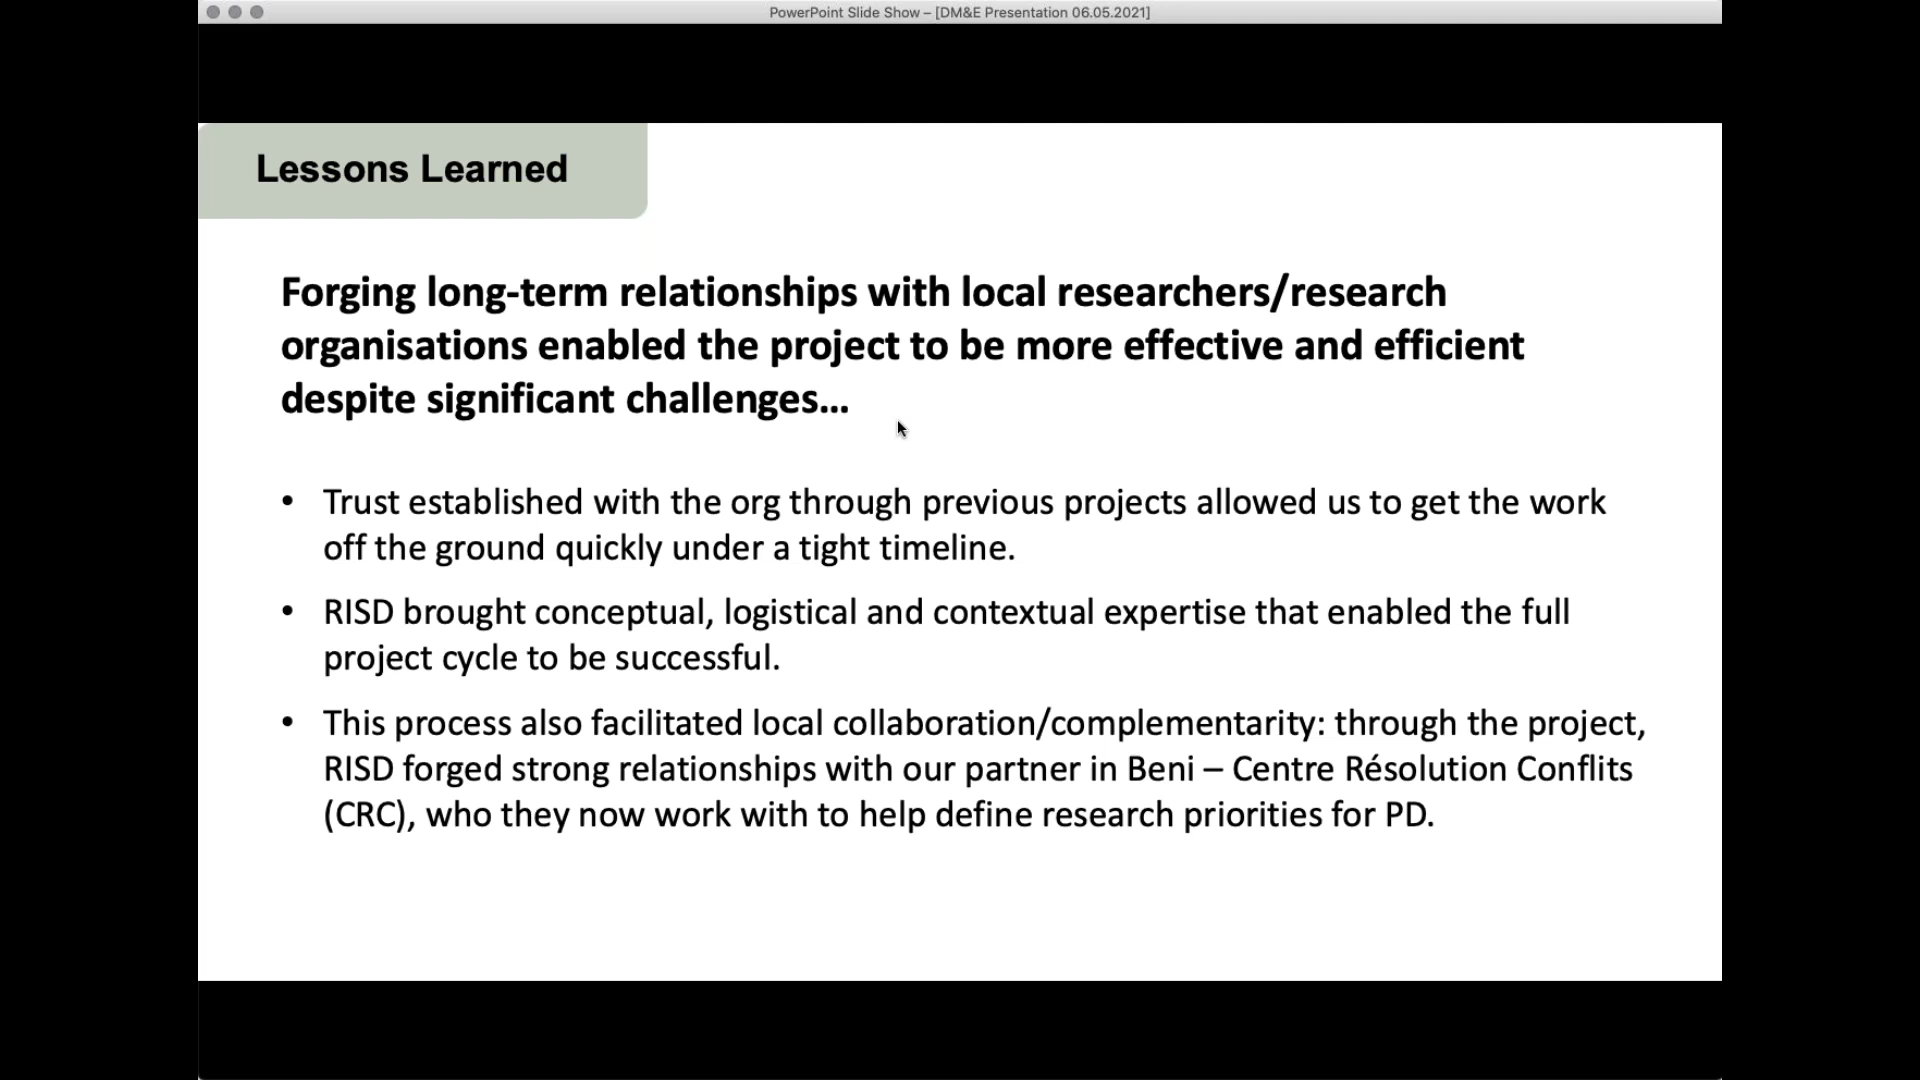 PowerPoint Slide Show – [DM&E Presentation 06.05.2021]
Lessons Learned
Forging long-term relationships with local researchers/research
organisations enabled the project to be more effective and efficient
despite significant challenges...
• Trust established with the org through previous projects allowed us to get the work
off the ground quickly under a tight timeline.
• RISD brought conceptual, logistical and contextual expertise that enabled the full
project cycle to be successful.
• This process also facilitated local collaboration/complementarity: through the project,
RISD forged strong relationships with our partner in Beni – Centre Résolution Conflits
(CRC), who they now work with to help define research priorities for PD.